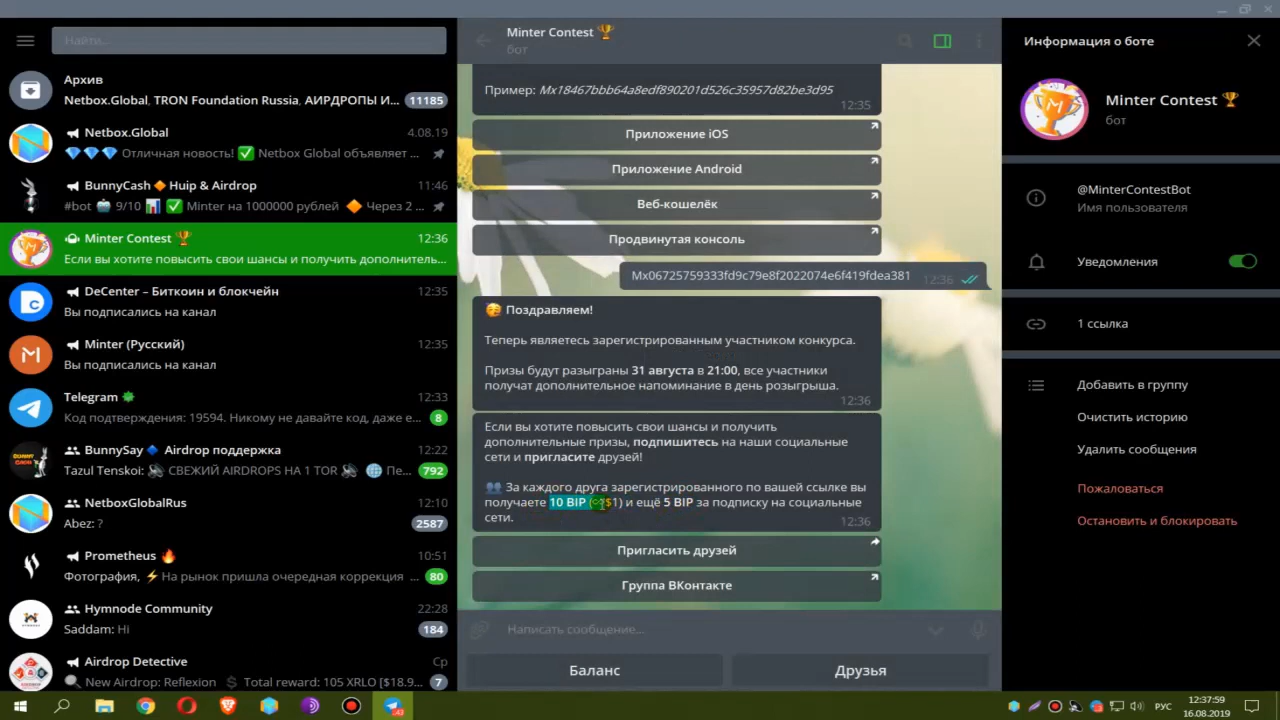 Найти...
Архив
Netbox.Global, TRON Foundation Russia, АИРДРОПЫ И...
11185
Netbox.Global
4.08.19
💎💎💎 Отличная новость! ✅ Netbox Global объявляет ...
BunnyCash 🔶 Huip & Airdrop
11:46
#bot 🤖 9/10 📊 ✅ Minter на 1000000 рублей 🔶 Через 2 ...
Minter Contest 🏆
12:36
Если вы хотите повысить свои шансы и получить дополнитель...
DeCenter – Биткоин и блокчейн
12:35
Вы подписались на канал
Minter (Русский)
12:35
Вы подписались на канал
Telegram
12:33
Код подтверждения: 19594. Никому не давайте код, даже е...
8
BunnySay 🔷 Airdrop поддержка
12:22
Tazul Tenskoi: СВЕЖИЙ AIRDROPS НА 1 TOR 🌐 Пе...
792
NetboxGlobalRus
12:10
Abez: ?
2587
Prometheus 🔥
10:51
Фотография, ⚡ На рынок пришла очередная коррекция ...
80
Hymnode Community
22:28
Saddam: Hi
184
Airdrop Detective
Ср
🔍 New Airdrop: Reflexion 💲 Total reward: 105 XRLO [$18.9...
7
Minter Contest 🏆
бот
Пример: Mx18467bbb64a8edf890201d526c35957d82be3d95
12:35
Приложение iOS
Приложение Android
Веб-кошелёк
Продвинутая консоль
Mx06725759333fd9c79e8f2022074e6f419fdea381
12:36
🥳 Поздравляем!
Теперь являетесь зарегистрированным участником конкурса.
Призы будут разыграны 31 августа в 21:00, все участники
получат дополнительное напоминание в день розыгрыша.
12:36
Если вы хотите повысить свои шансы и получить
дополнительные призы, подпишитесь на наши социальные
сети и пригласите друзей!
👥 За каждого друга зарегистрированного по вашей ссылке вы
получаете 10 BIP ($1) и ещё 5 BIP за подписку на социальные
сети.
12:36
Пригласить друзей
Группа ВКонтакте
Написать сообщение...
Баланс
Друзья
Информация о боте
Minter Contest 🏆
бот
@MinterContestBot
Имя пользователя
Уведомления
1 ссылка
Добавить в группу
Очистить историю
Удалить сообщения
Пожаловаться
Остановить и блокировать
РУС
12:37:59
16.08.2019